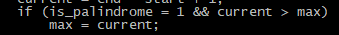 current = end - start + 1;
if (is_palindrome = 1 && current > max)
max = current;